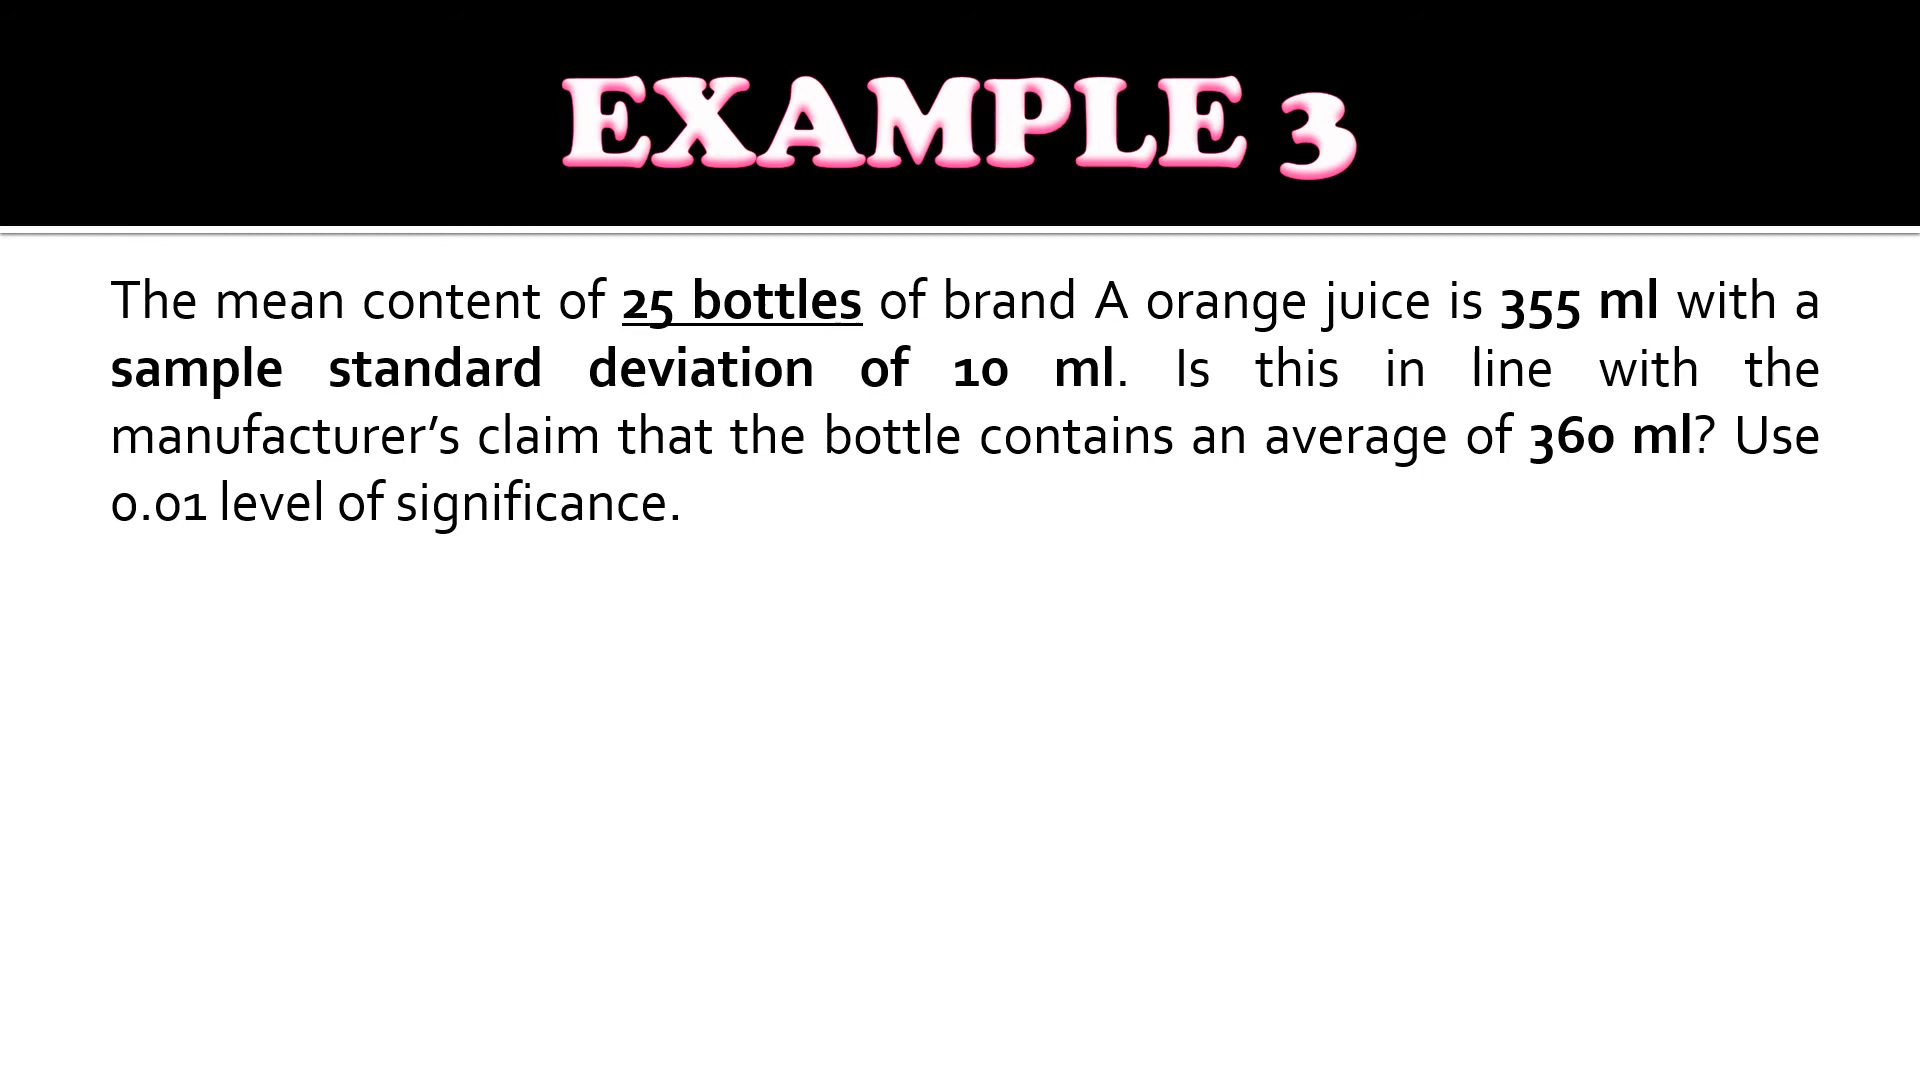 EXAMPLE 3
The mean content of 25 bottles of brand A orange juice is 355 ml with a
sample standard deviation of 10 ml. Is this in line with the
manufacturer’s claim that the bottle contains an average of 360 ml? Use
0.01 level of significance.